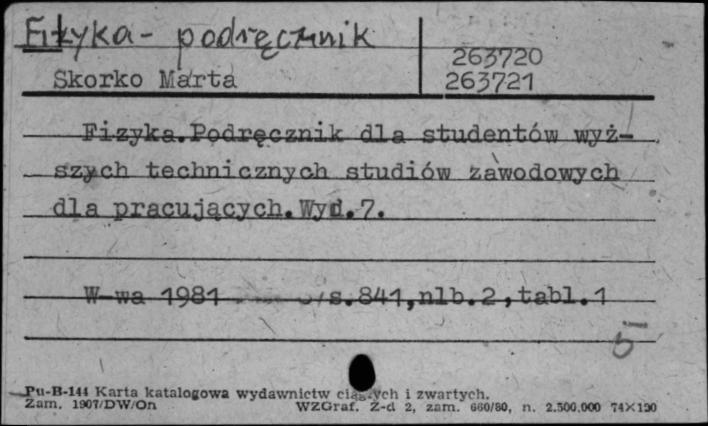 Fizyka - podręcznik
263720
Skorko Marta
263721
Fizyka.Podręcznik dla studentów wyż-
szych technicznych studiów zawodowych
dla pracujących.Wyd.7.
W-wa 1981 s.841,nlb.2,tabl.1
Pu-B-144 Karta katalogowa wydawnictw ciągłych i zwartych.
Zam. 1907/DW/On WZGraf. Z-d 2, zam. 660/80, n. 2.500.000 74×120